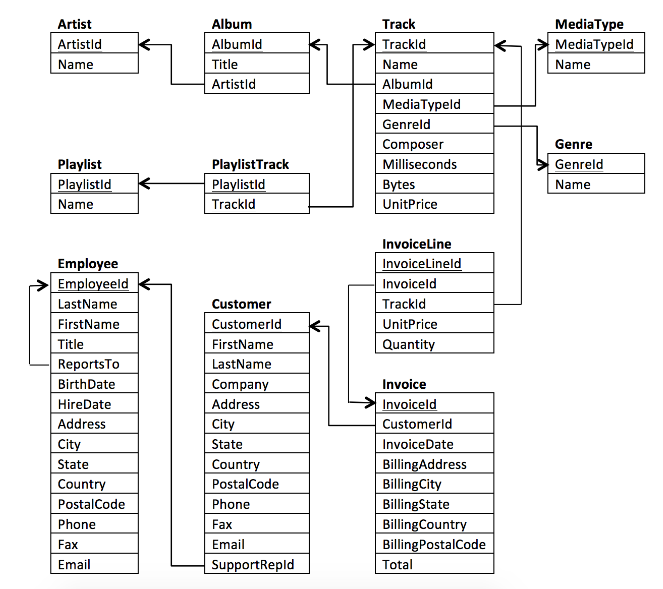 Artist
ArtistId
Name
Album
AlbumId
Title
ArtistId
Track
TrackId
Name
AlbumId
MediaTypeId
GenreId
Composer
Milliseconds
Bytes
UnitPrice
MediaType
MediaTypeId
Name
Genre
GenreId
Name
Playlist
PlaylistId
Name
PlaylistTrack
PlaylistId
TrackId
InvoiceLine
InvoiceLineId
InvoiceId
TrackId
UnitPrice
Quantity
Employee
EmployeeId
LastName
FirstName
Title
ReportsTo
BirthDate
HireDate
Address
City
State
Country
PostalCode
Phone
Fax
Email
Customer
CustomerId
FirstName
LastName
Company
Address
City
State
Country
PostalCode
Phone
Fax
Email
SupportRepId
Invoice
InvoiceId
CustomerId
InvoiceDate
BillingAddress
BillingCity
BillingState
BillingCountry
BillingPostalCode
Total